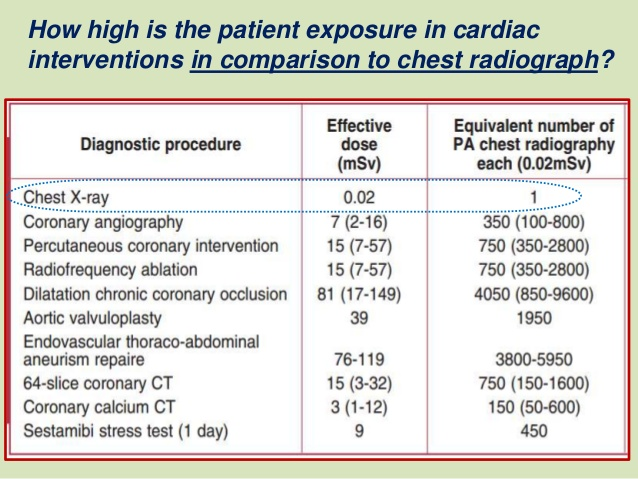 How high is the patient exposure in cardiac
interventions in comparison to chest radiograph?
Diagnostic procedure Effective dose (mSv) Equivalent number of PA chest radiography each (0.02mSv)
Chest X-ray 0.02 1
Coronary angiography 7 (2-16) 350 (100-800)
Percutaneous coronary intervention 15 (7-57) 750 (350-2800)
Radiofrequency ablation 15 (7-57) 750 (350-2800)
Dilatation chronic coronary occlusion 81 (17-149) 4050 (850-9600)
Aortic valvuloplasty 39 1950
Endovascular thoraco-abdominal
aneurism repaire 76-119 3800-5950
64-slice coronary CT 15 (3-32) 750 (150-1600)
Coronary calcium CT 3 (1-12) 150 (50-600)
Sestamibi stress test (1 day) 9 450